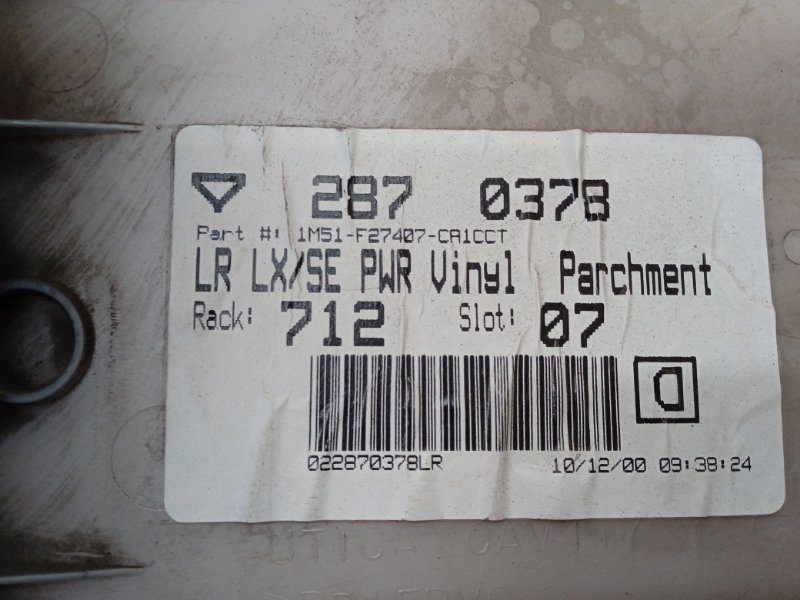 287 0378
Part #: 1M51-F27407-CA1CCT
LR LX/SE PWR Vinyl Parchment
Rack: 712 Slot: 07
D
022870378LR 10/12/00 09:38:24